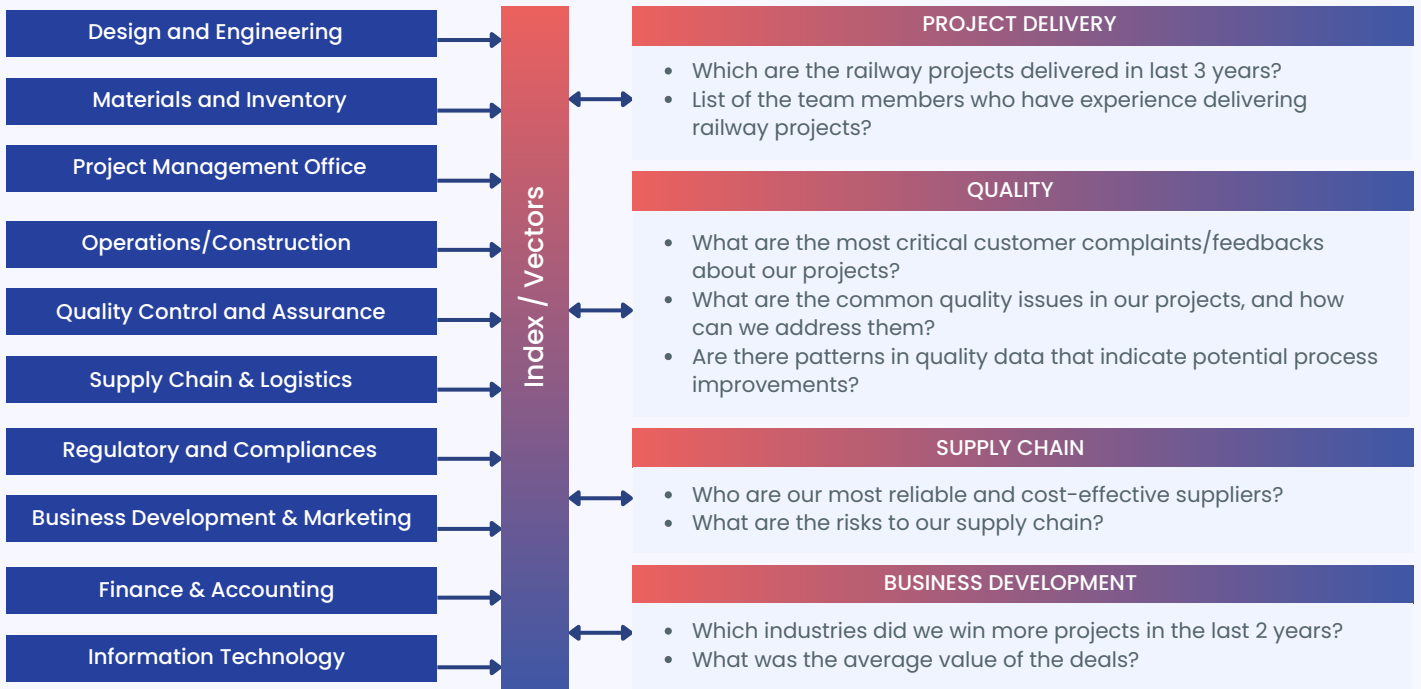 Design and Engineering
Materials and Inventory
Project Management Office
Operations/Construction
Quality Control and Assurance
Supply Chain & Logistics
Regulatory and Compliances
Business Development & Marketing
Finance & Accounting
Information Technology
Index / Vectors
PROJECT DELIVERY
• Which are the railway projects delivered in last 3 years?
• List of the team members who have experience delivering
railway projects?
QUALITY
• What are the most critical customer complaints/feedbacks
about our projects?
• What are the common quality issues in our projects, and how
can we address them?
• Are there patterns in quality data that indicate potential process
improvements?
SUPPLY CHAIN
• Who are our most reliable and cost-effective suppliers?
• What are the risks to our supply chain?
BUSINESS DEVELOPMENT
• Which industries did we win more projects in the last 2 years?
• What was the average value of the deals?